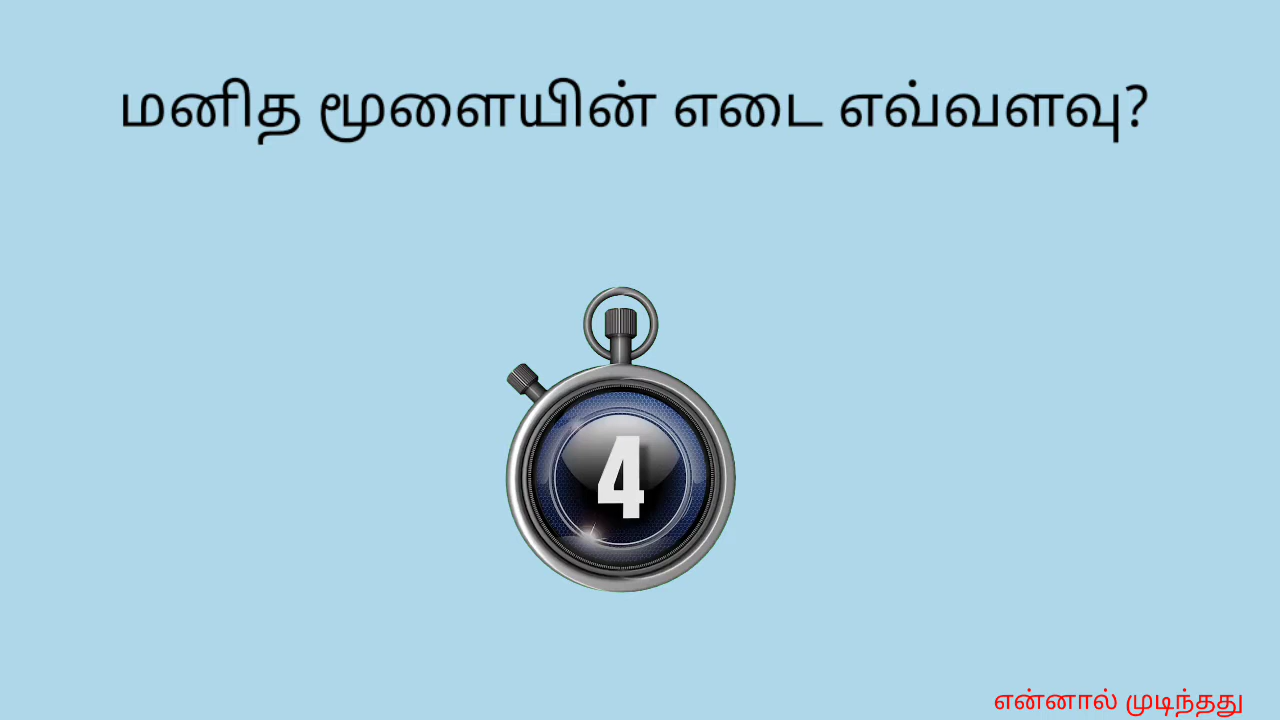 மனித மூளையின் எடை எவ்வளவு?
4
என்னால் முடிந்தது